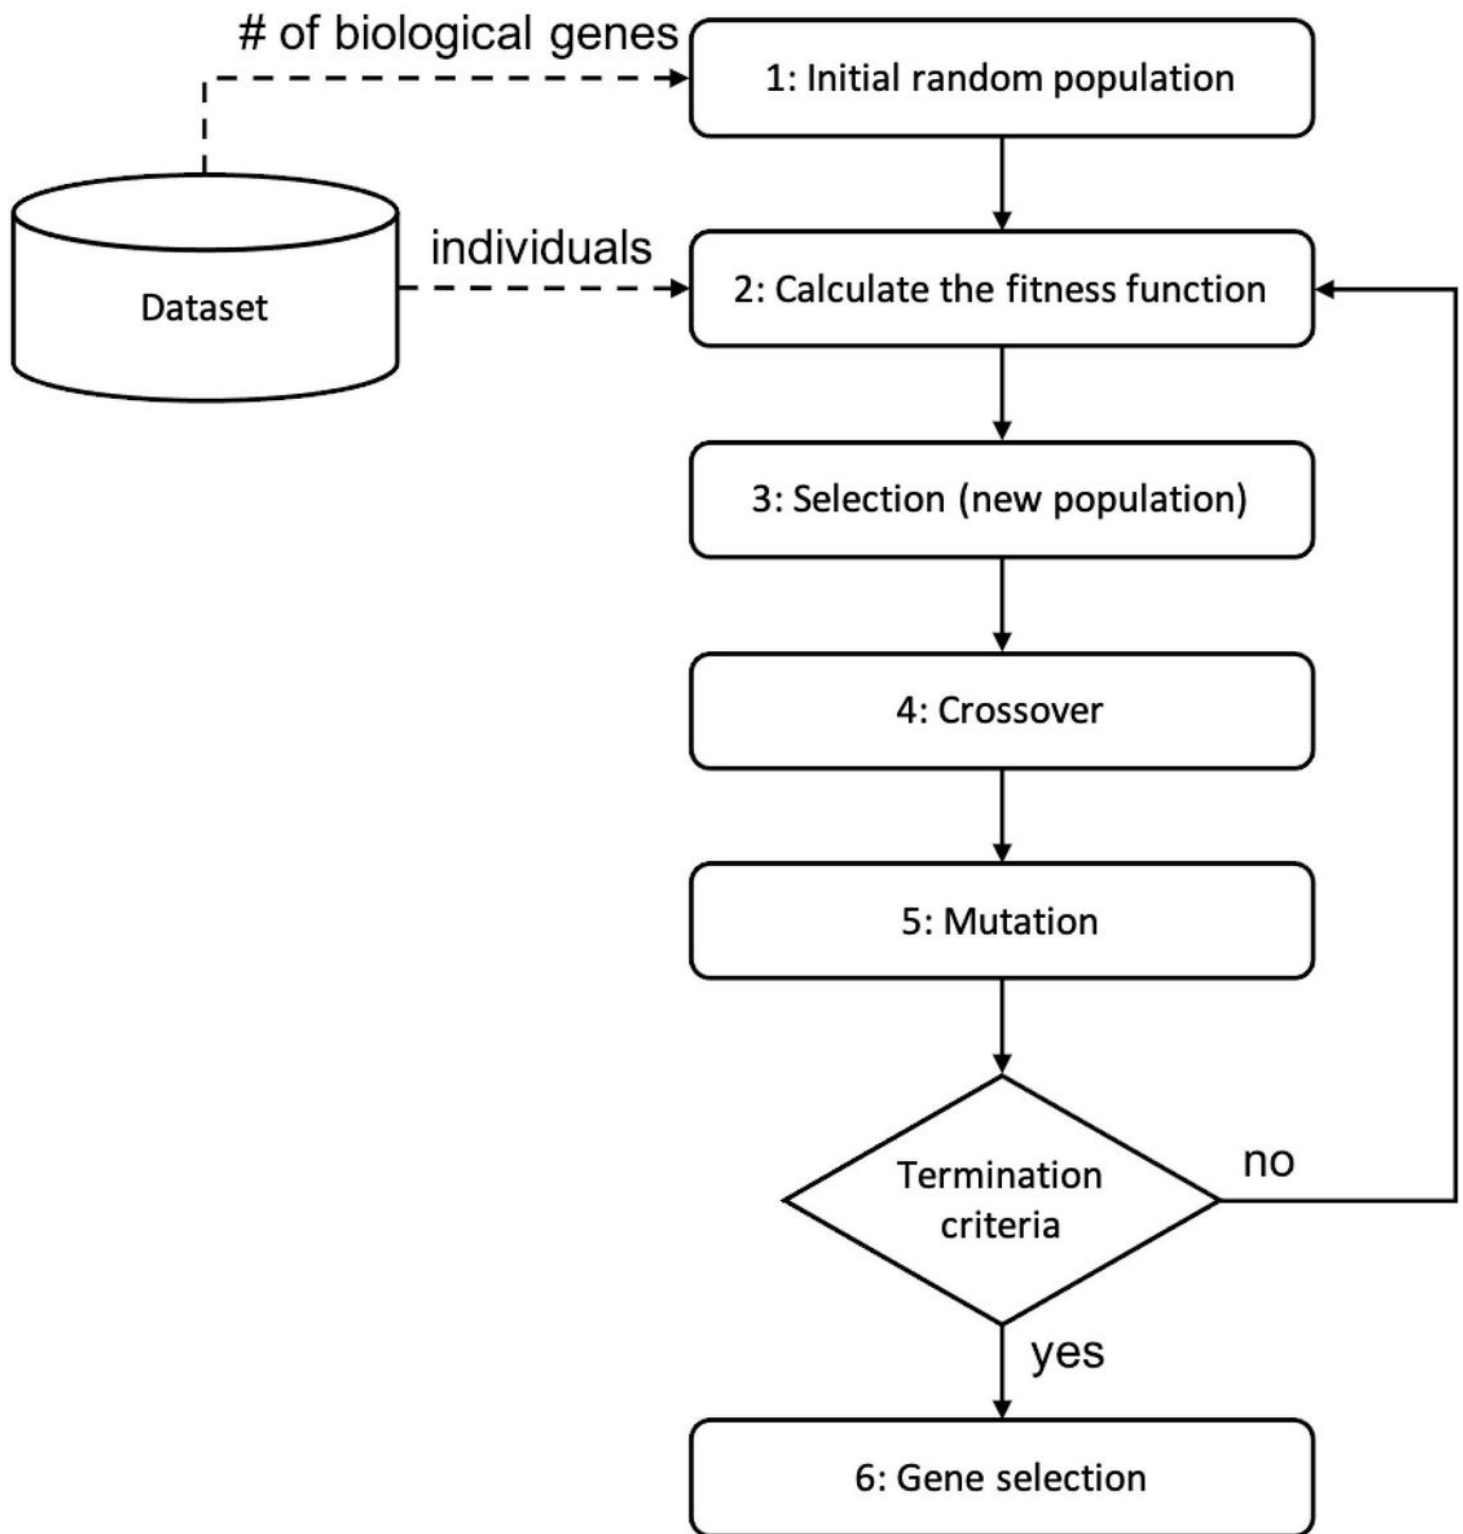 # of biological genes
1: Initial random population
individuals
2: Calculate the fitness function
Dataset
3: Selection (new population)
4: Crossover
5: Mutation
Termination
criteria
no
yes
6: Gene selection